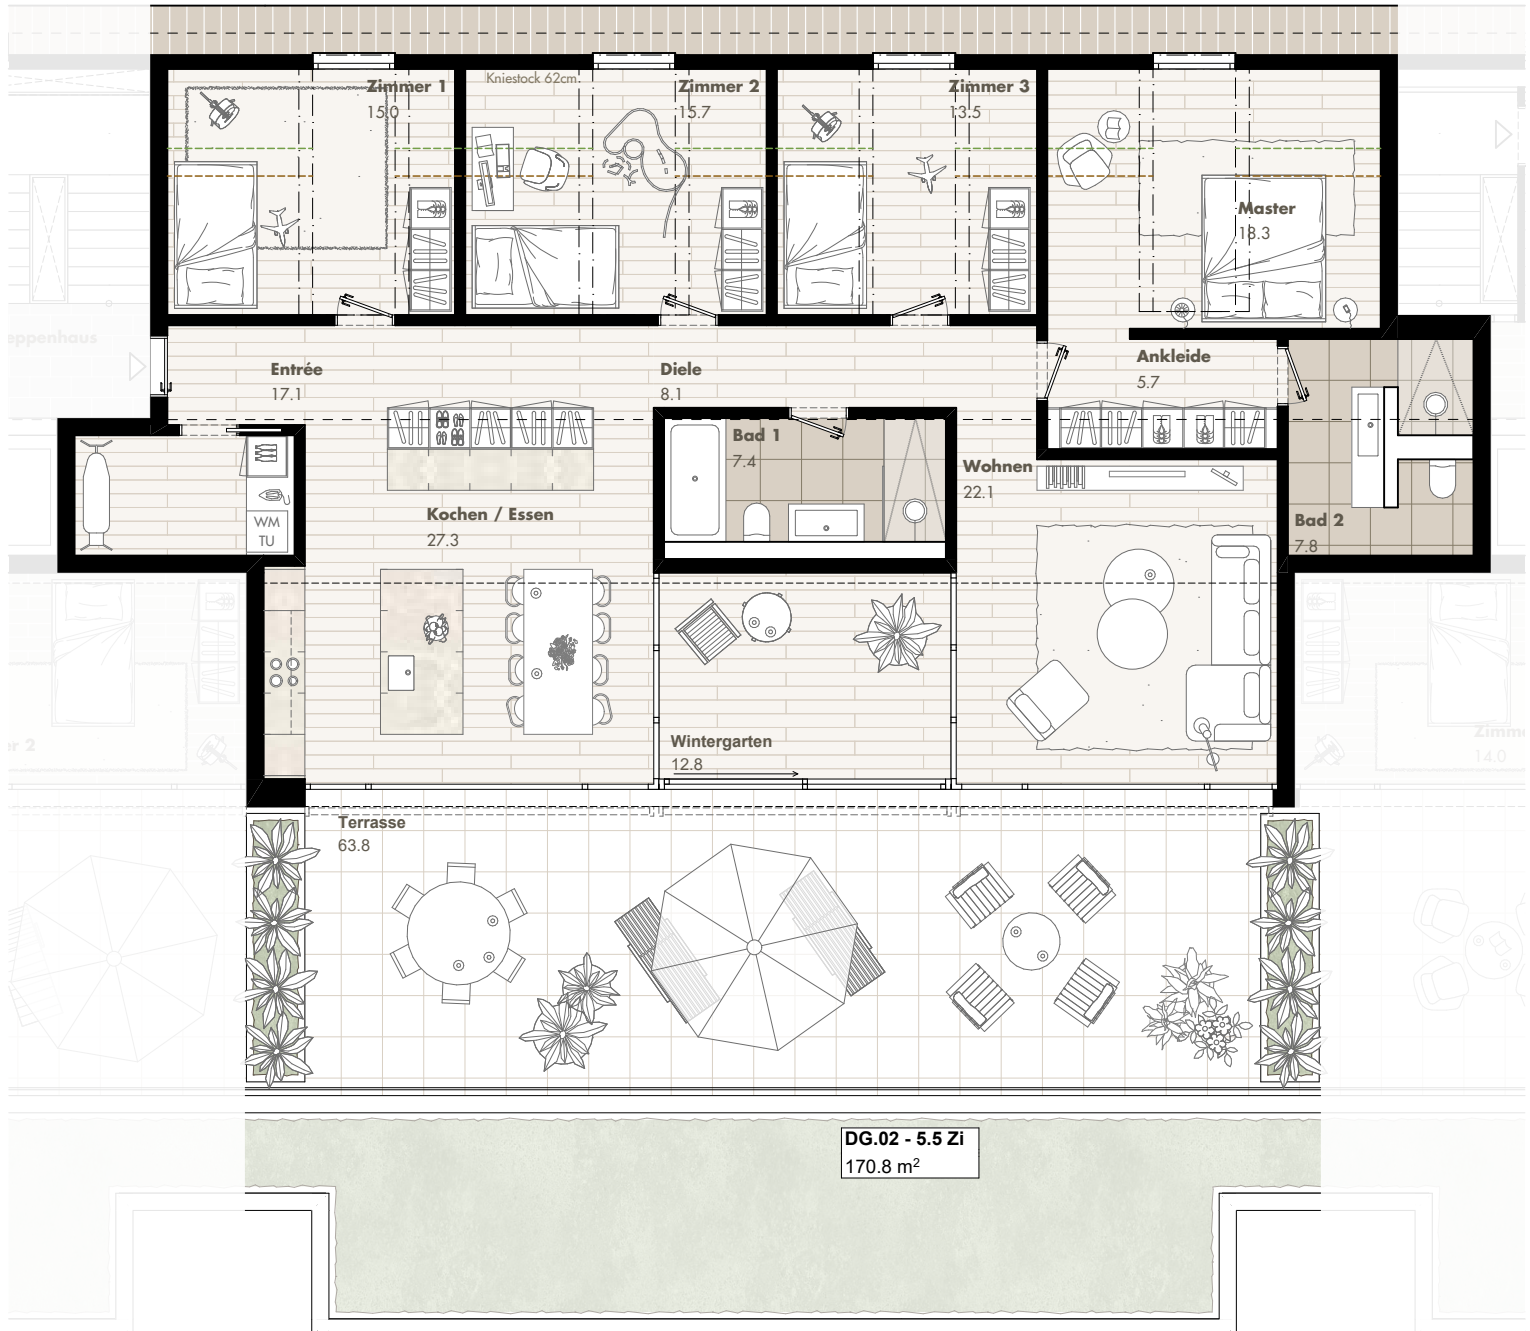 Zimmer 1
15.0
Kniestock 62cm
Zimmer 2
15.7
Zimmer 3
13.5
Master
18.3
eppenhaus
Entrée
17.1
Diele
8.1
Ankleide
5.7
Bad 1
7.4
Wohnen
22.1
Kochen / Essen
27.3
WM
TU
Bad 2
7.8
er 2
Wintergarten
12.8
Zimme
14.0
Terrasse
63.8
DG.02 - 5.5 Zi
170.8 m²